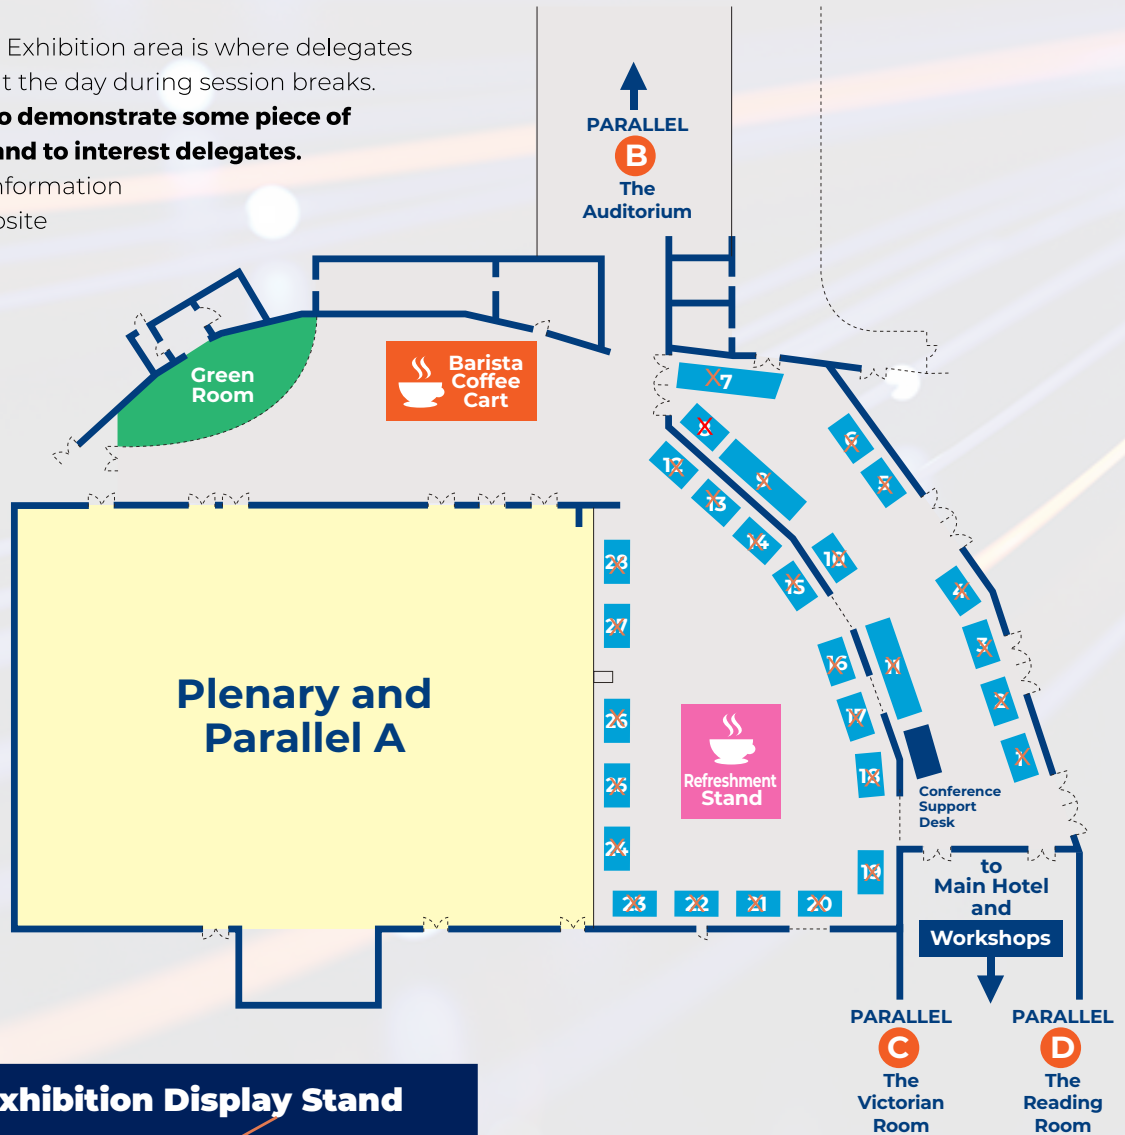 Exhibition area is where delegates
t the day during session breaks.
o demonstrate some piece of
and to interest delegates.
nformation
osite
PARALLEL
B
The
Auditorium
Green
Room
Barista
Coffee
Cart
7
8
6
5
9
12
13
14
15
10
4
3
2
1
11
16
17
18
19
28
27
26
25
24
23
22
21
20
Plenary and
Parallel A
Refreshment
Stand
Conference
Support
Desk
to
Main Hotel
and
Workshops
PARALLEL
C
The
Victorian
Room
PARALLEL
D
The
Reading
Room
xhibition Display Stand